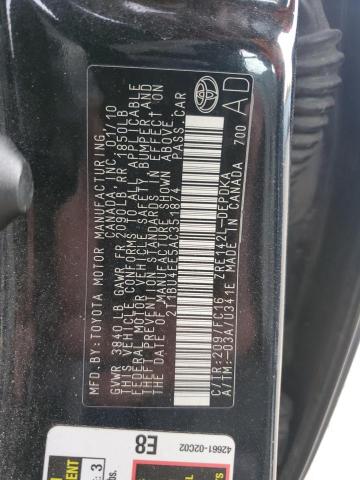 MFD. BY: TOYOTA MOTOR MANUFACTURING
CANADA, INC. 01/10
GVWR 3840 LB GAWR FR 2090LB RR 1850LB
THIS VEHICLE CONFORMS TO ALL APPLICABLE
FEDERAL MOTOR VEHICLE SAFETY, BUMPER AND
THEFT PREVENTION STANDARDS IN EFFECT ON
THE DATE OF MANUFACTURE SHOWN ABOVE.
2T1BU4EE5AC351874 PASS. CAR
C/TR: 209/FC16 ZRE142L-DEPDKA
A/TM: -03A/U341E MADE IN CANADA
700
AD
42661-02C02
E8
3